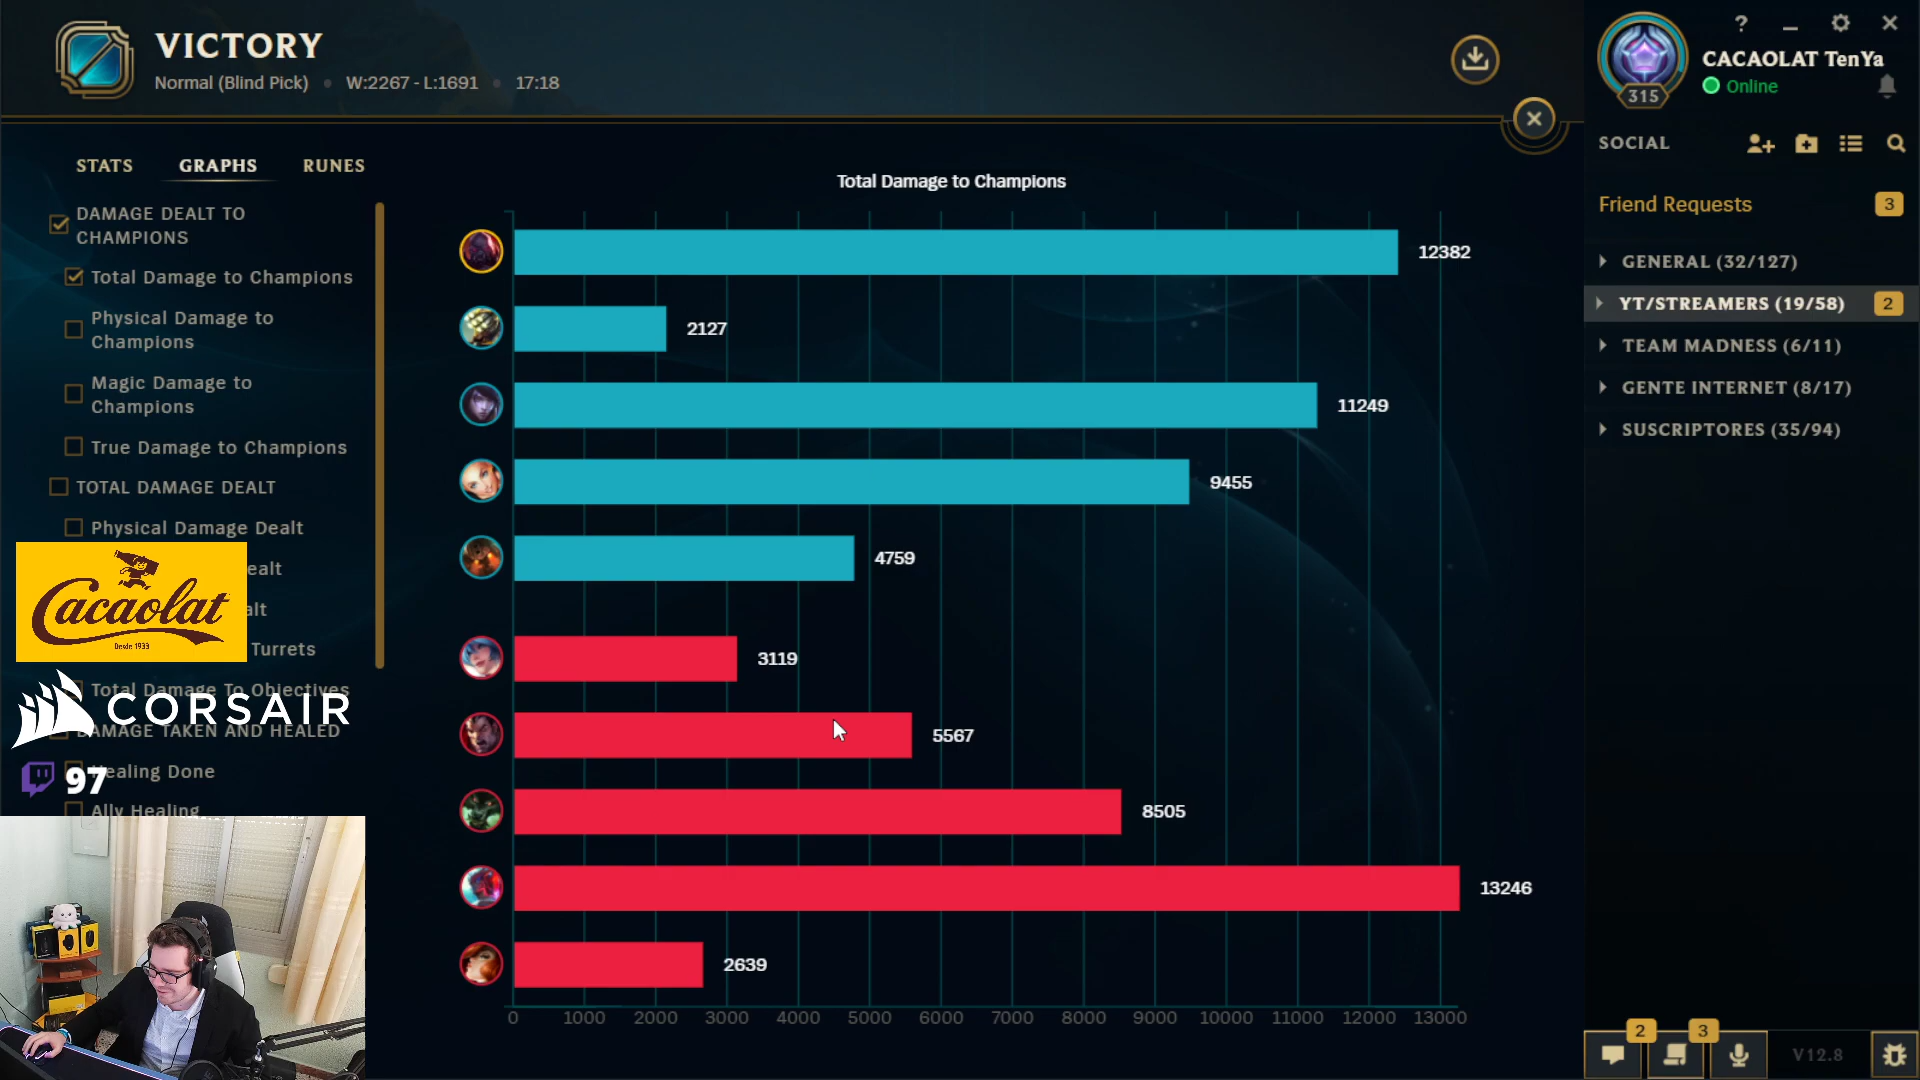 VICTORY
Normal (Blind Pick) • W:2267 - L:1691 • 17:18
?
CACAOLAT TenYa
Online
315
SOCIAL
Friend Requests
3
GENERAL (32/127)
YT/STREAMERS (19/58)
2
TEAM MADNESS (6/11)
GENTE INTERNET (8/17)
SUSCRIPTORES (35/94)
STATS
GRAPHS
RUNES
DAMAGE DEALT TO
CHAMPIONS
Total Damage to Champions
Physical Damage to
Champions
Magic Damage to
Champions
True Damage to Champions
TOTAL DAMAGE DEALT
Physical Damage Dealt
ealt
alt
Turrets
Total Damage To Objectives
DAMAGE TAKEN AND HEALED
Healing Done
Ally Healing
Cacaolat
Desde 1933
CORSAIR
97
Total Damage to Champions
12382
2127
11249
9455
4759
3119
5567
8505
13246
2639
0 1000 2000 3000 4000 5000 6000 7000 8000 9000 10000 11000 12000 13000
2
3
V12.8